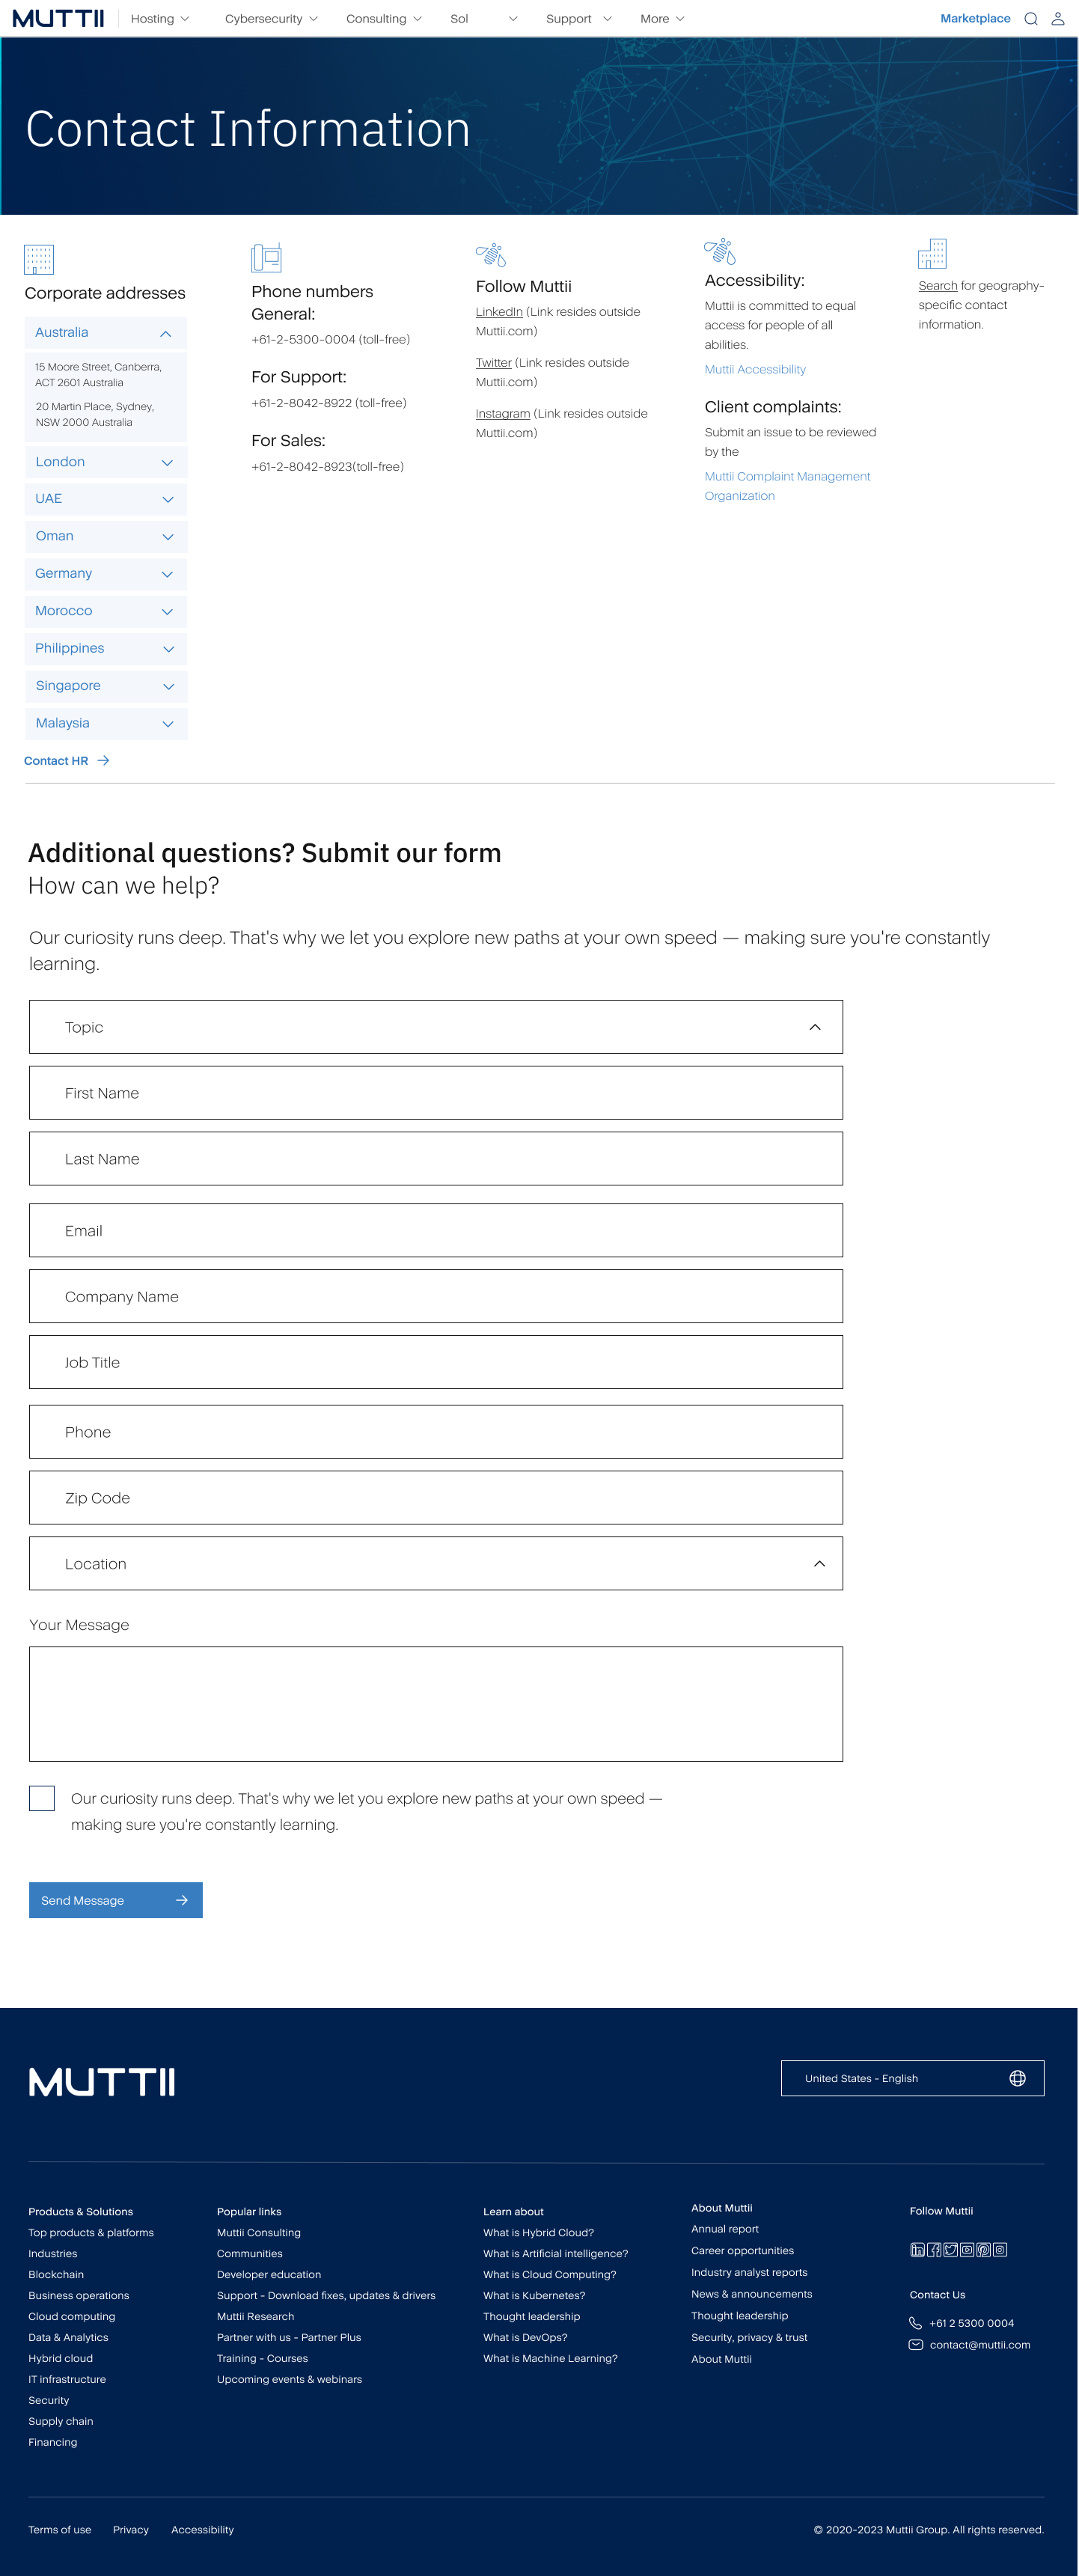 MUTTII
Hosting
Cybersecurity
Consulting
Sol
Support
More
Marketplace
Contact Information
Corporate addresses
Australia
15 Moore Street, Canberra,
ACT 2601 Australia
20 Martin Place, Sydney,
NSW 2000 Australia
London
UAE
Oman
Germany
Morocco
Philippines
Singapore
Malaysia
Contact HR
Phone numbers
General:
+61-2-5300-0004 (toll-free)
For Support:
+61-2-8042-8922 (toll-free)
For Sales:
+61-2-8042-8923(toll-free)
Follow Muttii
LinkedIn (Link resides outside
Muttii.com)
Twitter (Link resides outside
Muttii.com)
Instagram (Link resides outside
Muttii.com)
Accessibility:
Muttii is committed to equal
access for people of all
abilities.
Muttii Accessibility
Client complaints:
Submit an issue to be reviewed
by the
Muttii Complaint Management
Organization
Search for geography-
specific contact
information.
Additional questions? Submit our form
How can we help?
Our curiosity runs deep. That's why we let you explore new paths at your own speed — making sure you're constantly
learning.
Topic
First Name
Last Name
Email
Company Name
Job Title
Phone
Zip Code
Location
Your Message
Our curiosity runs deep. That's why we let you explore new paths at your own speed —
making sure you're constantly learning.
Send Message
MUTTII
United States - English
Products & Solutions
Top products & platforms
Industries
Blockchain
Business operations
Cloud computing
Data & Analytics
Hybrid cloud
IT infrastructure
Security
Supply chain
Financing
Popular links
Muttii Consulting
Communities
Developer education
Support - Download fixes, updates & drivers
Muttii Research
Partner with us - Partner Plus
Training - Courses
Upcoming events & webinars
Learn about
What is Hybrid Cloud?
What is Artificial intelligence?
What is Cloud Computing?
What is Kubernetes?
Thought leadership
What is DevOps?
What is Machine Learning?
About Muttii
Annual report
Career opportunities
Industry analyst reports
News & announcements
Thought leadership
Security, privacy & trust
About Muttii
Follow Muttii
Contact Us
+61 2 5300 0004
contact@muttii.com
Terms of use
Privacy
Accessibility
© 2020-2023 Muttii Group. All rights reserved.